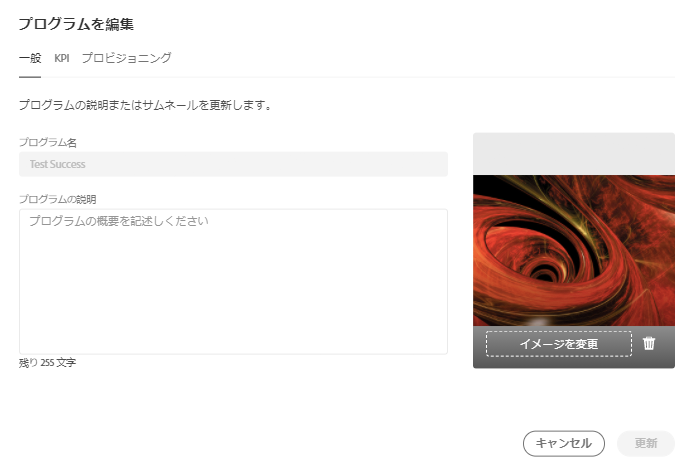 プログラムを編集
一般 KPI プロビジョニング
プログラムの説明またはサムネールを更新します。
プログラム名
Test Success
プログラムの説明
プログラムの概要を記述しください
残り 255 文字
イメージを変更
キャンセル 更新